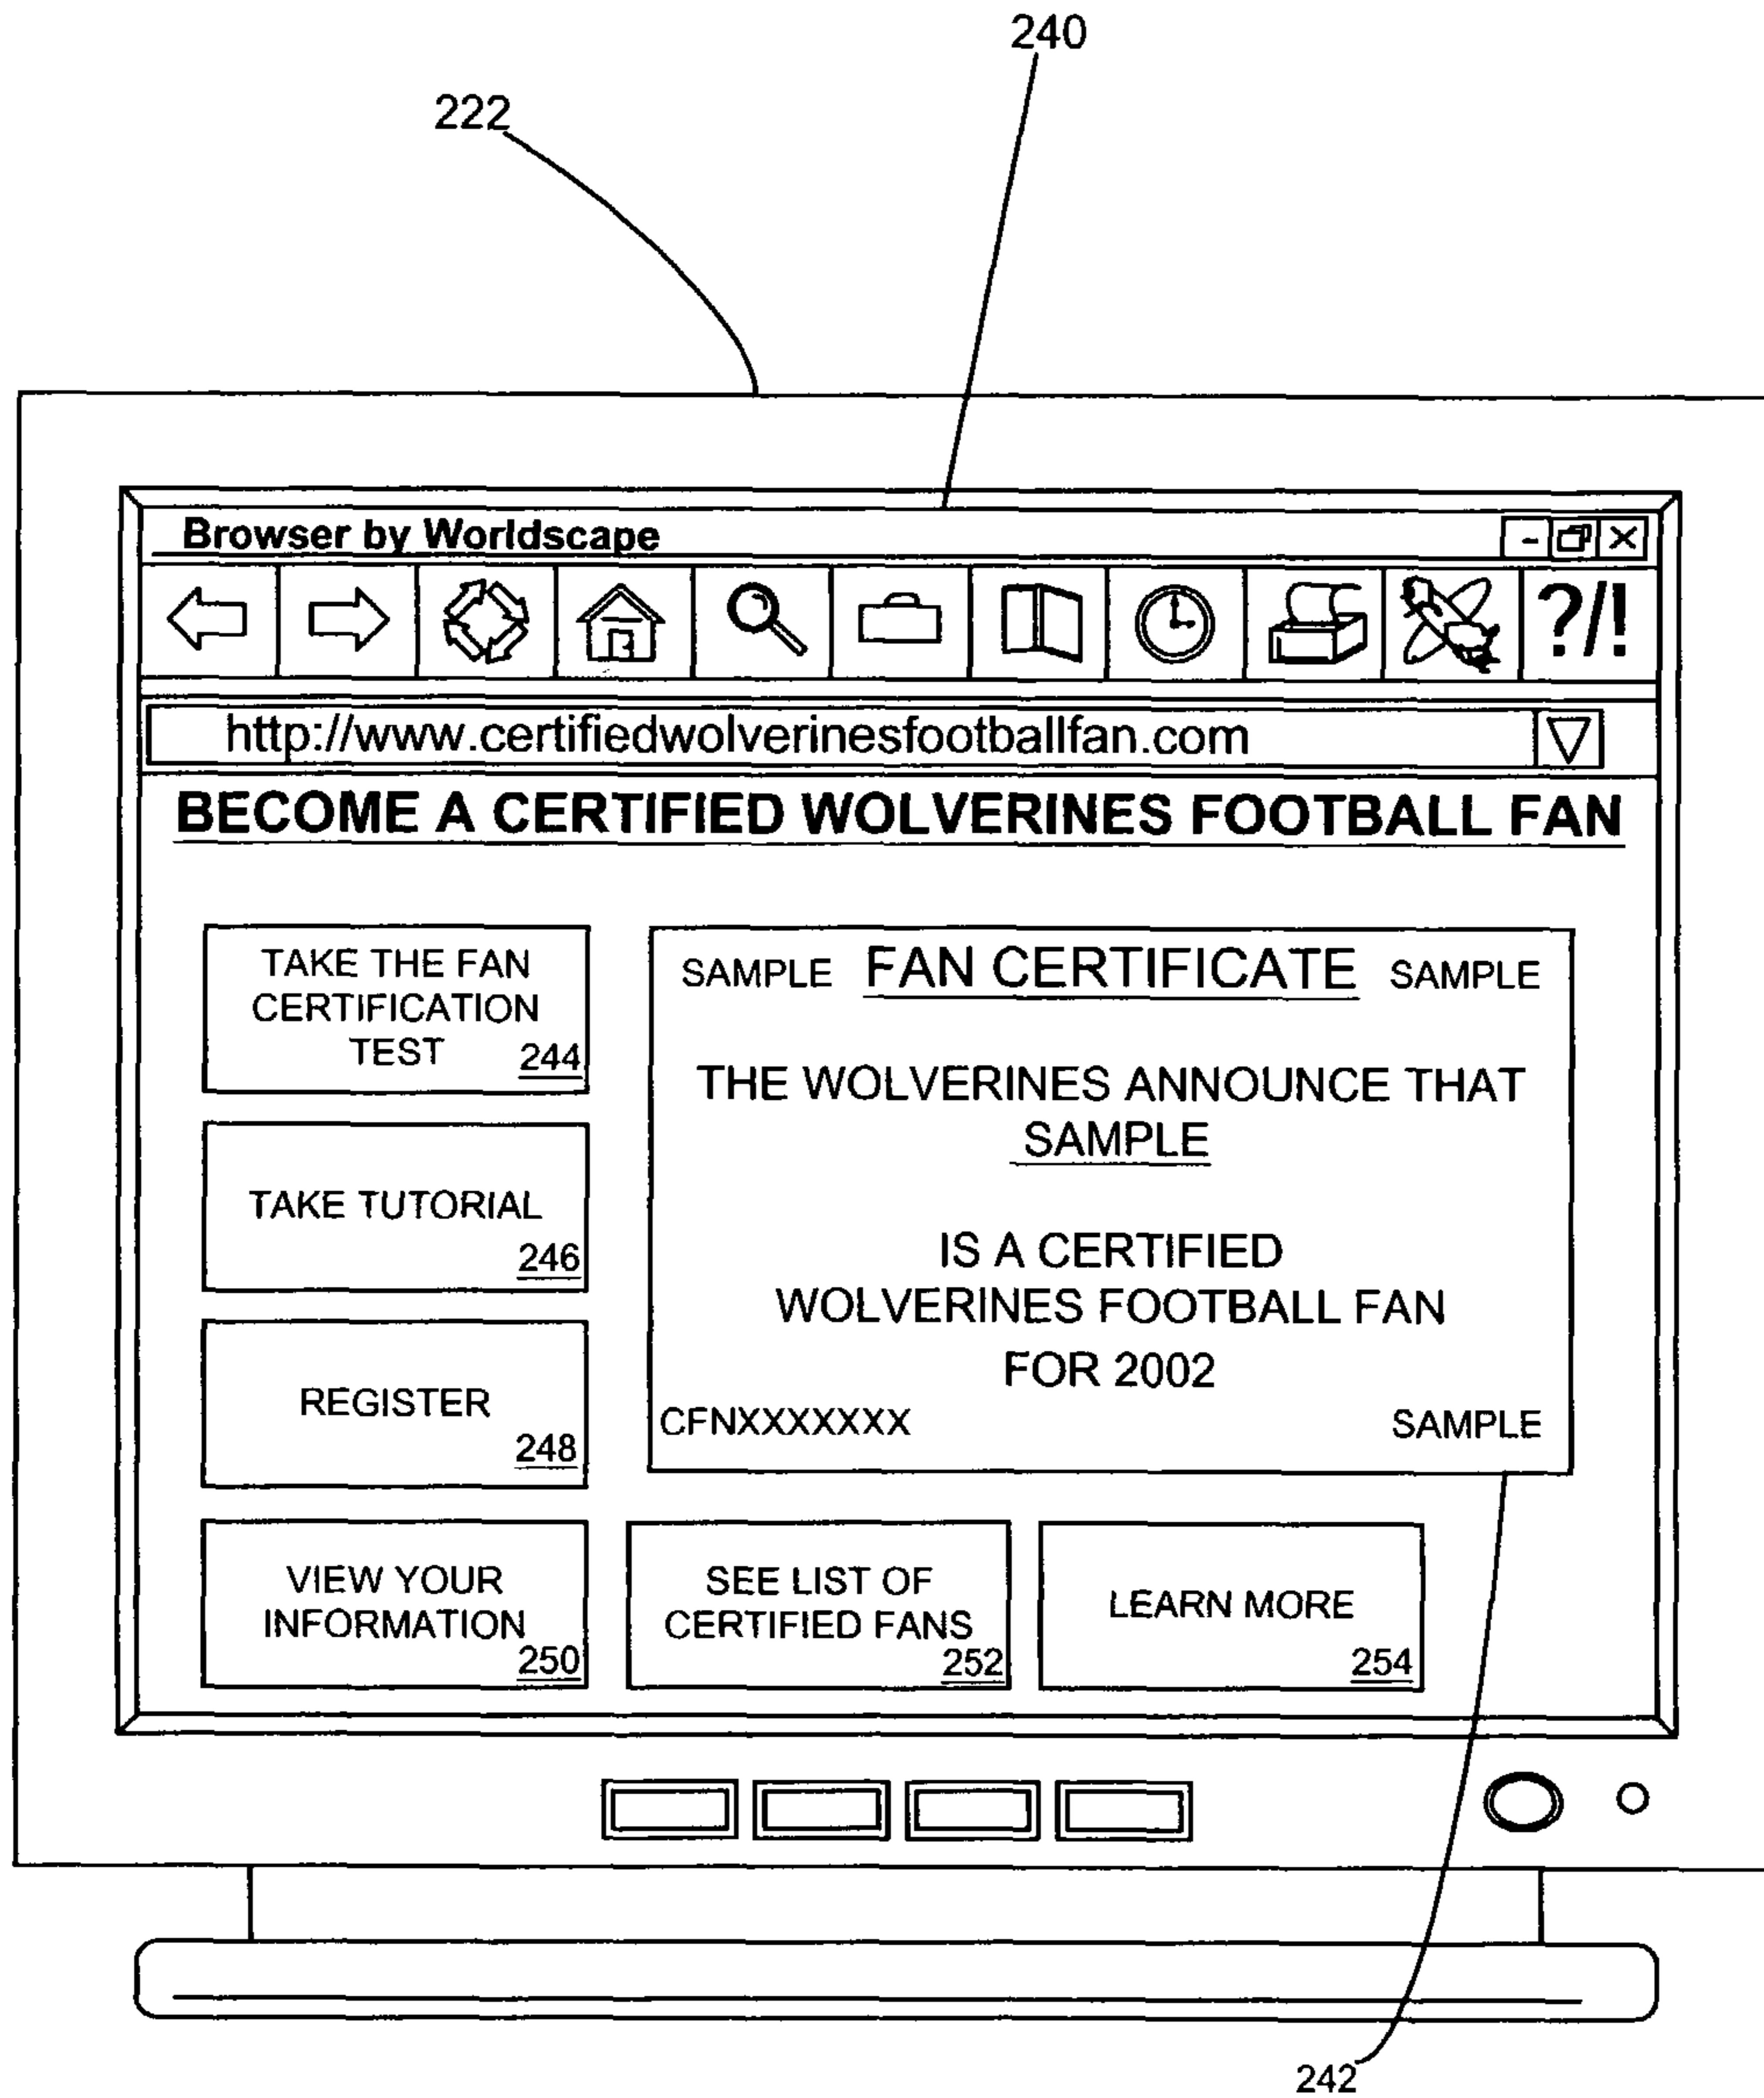 240
222
Browser by Worldscape
?/!
http://www.certifiedwolverinesfootballfan.com
BECOME A CERTIFIED WOLVERINES FOOTBALL FAN
TAKE THE FAN
CERTIFICATION
TEST 244
TAKE TUTORIAL
246
REGISTER
248
SAMPLE FAN CERTIFICATE SAMPLE
THE WOLVERINES ANNOUNCE THAT
SAMPLE
IS A CERTIFIED
WOLVERINES FOOTBALL FAN
FOR 2002
CFNXXXXXXX SAMPLE
VIEW YOUR
INFORMATION
250
SEE LIST OF
CERTIFIED FANS
252
LEARN MORE
254
242